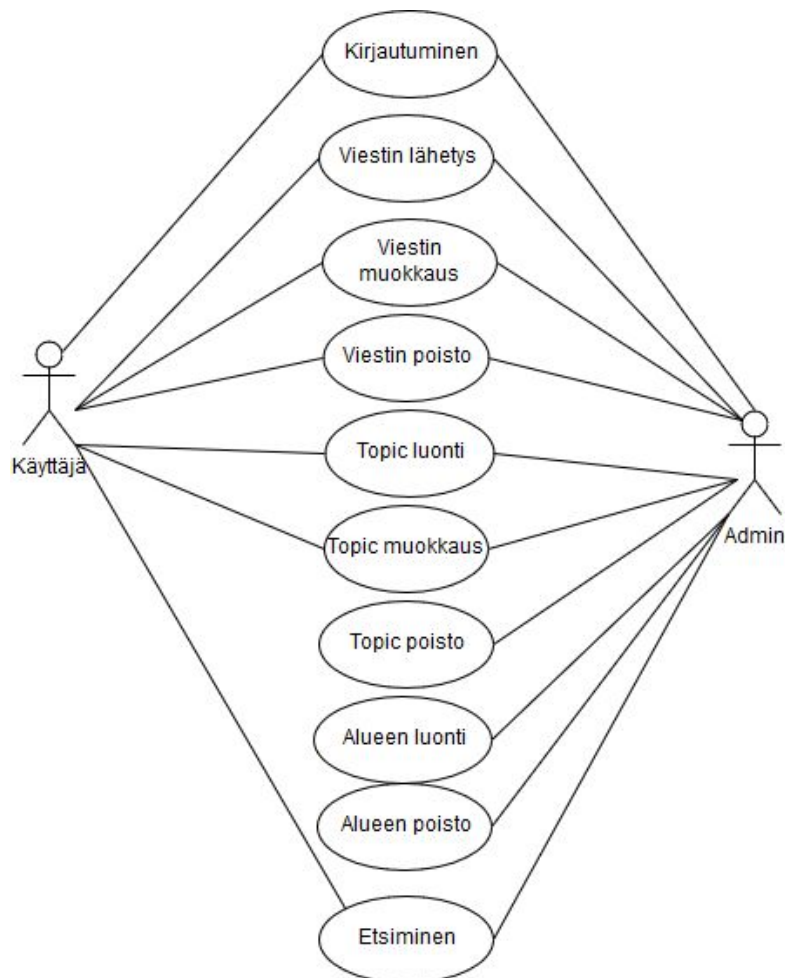 Kirjautuminen
Viestin lähetys
Viestin
muokkaus
Viestin poisto
Käyttäjä
Topic luonti
Admin
Topic muokkaus
Topic poisto
Alueen luonti
Alueen poisto
Etsiminen